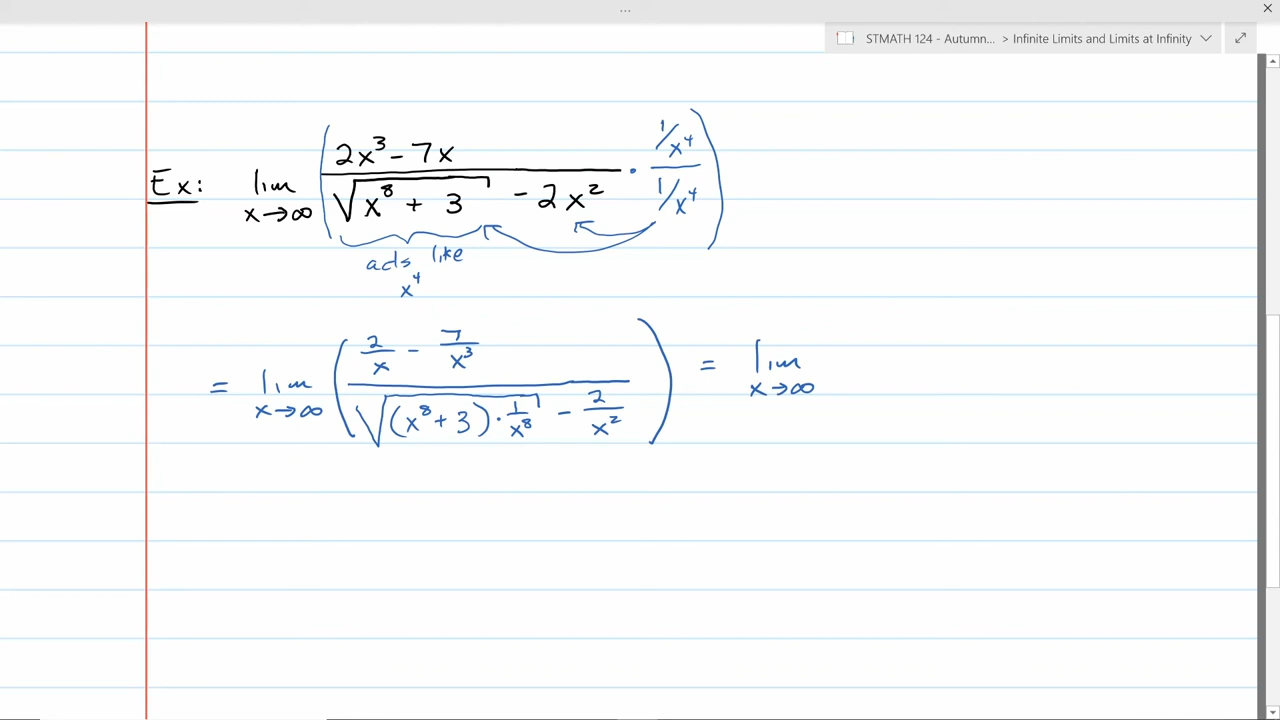 ...
STMATH 124 - Autumn... > Infinite Limits and Limits at Infinity
Ex: lim x→∞ ( (2x³ - 7x) / (√(x⁸ + 3) - 2x²) · (1/x⁴) / (1/x⁴) )
acts like
x⁴
= lim x→∞ ( (2/x - 7/x³) / (√((x⁸ + 3) · 1/x⁸) - 2/x²) ) = lim x→∞